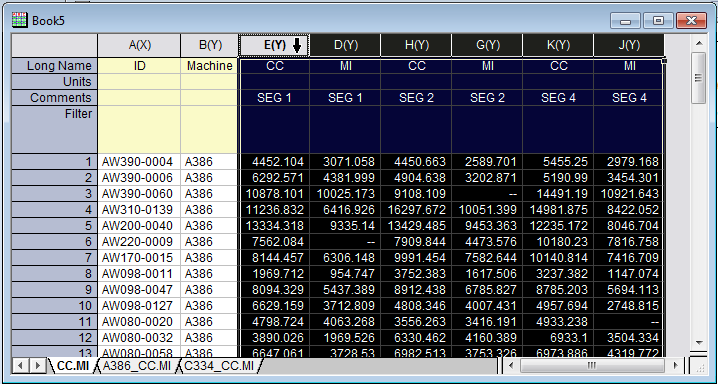 Book5
A(X) B(Y) E(Y) D(Y) H(Y) G(Y) K(Y) J(Y)
Long Name ID Machine CC MI CC MI CC MI
Units
Comments SEG 1 SEG 1 SEG 2 SEG 2 SEG 4 SEG 4
Filter
1 AW390-0004 A386 4452.104 3071.058 4450.663 2589.701 5455.25 2979.168
2 AW390-0006 A386 6292.571 4381.999 4904.638 3202.871 5190.99 3454.301
3 AW390-0060 A386 10878.101 10025.173 9108.109 -- 14491.19 10921.643
4 AW310-0139 A386 11236.832 6416.926 16297.672 10051.399 14981.875 8422.052
5 AW200-0040 A386 13334.318 9335.14 13429.485 9453.363 12235.172 8046.704
6 AW220-0009 A386 7562.084 -- 7909.844 4473.576 10180.23 7816.758
7 AW170-0015 A386 8144.457 6306.148 9991.454 7582.644 10140.814 7416.709
8 AW098-0011 A386 1969.712 954.747 3752.383 1617.506 3237.382 1147.074
9 AW098-0047 A386 8094.329 5437.389 8912.438 6785.827 8785.203 5694.113
10 AW098-0127 A386 6629.159 3712.809 4808.346 4007.431 4957.694 2748.815
11 AW080-0020 A386 4798.724 4063.268 3556.263 3416.191 4933.238 --
12 AW080-0032 A386 3890.026 1969.526 6330.462 4160.389 6933.1 3504.334
13 AW080-0058 A386 6647.061 3728.53 6982.513 3753.326 6973.886 4319.772
CC.MI A386_CC.MI C334_CC.MI